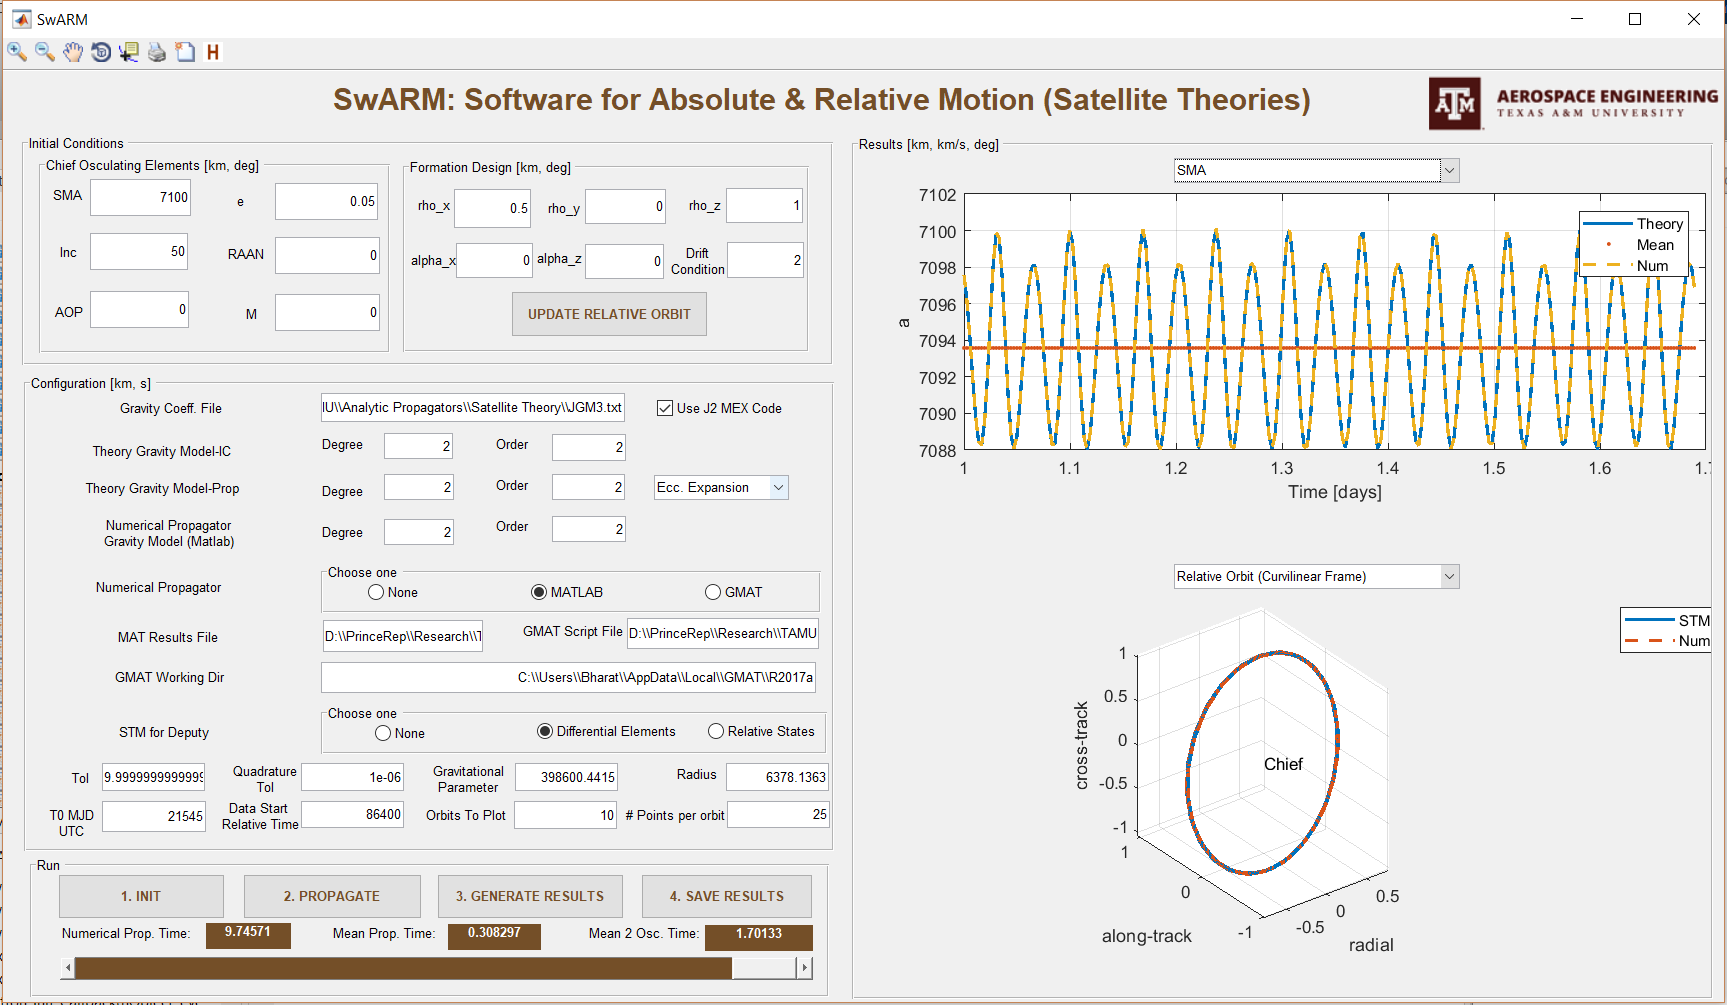 SwARM
H
SwARM: Software for Absolute & Relative Motion (Satellite Theories)
AEROSPACE ENGINEERING
TEXAS A&M UNIVERSITY
Initial Conditions
Chief Osculating Elements [km, deg]
SMA 7100 e 0.05
Inc 50 RAAN 0
AOP 0 M 0
Formation Design [km, deg]
rho_x 0.5 rho_y 0 rho_z 1
alpha_x 0 alpha_z 0 Drift Condition 2
UPDATE RELATIVE ORBIT
Configuration [km, s]
Gravity Coeff. File IU\\Analytic Propagators\\Satellite Theory\\JGM3.txt Use J2 MEX Code
Theory Gravity Model-IC Degree 2 Order 2
Theory Gravity Model-Prop Degree 2 Order 2 Ecc. Expansion
Numerical Propagator
Gravity Model (Matlab) Degree 2 Order 2
Choose one
Numerical Propagator None MATLAB GMAT
MAT Results File D:\\PrinceRep\\Research\\T GMAT Script File D:\\PrinceRep\\Research\\TAMU
GMAT Working Dir C:\\Users\\Bharat\\AppData\\Local\\GMAT\\R2017a
Choose one
STM for Deputy None Differential Elements Relative States
Tol 9.9999999999999 Quadrature Tol 1e-06 Gravitational Parameter 398600.4415 Radius 6378.1363
T0 MJD UTC 21545 Data Start Relative Time 86400 Orbits To Plot 10 # Points per orbit 25
Run
1. INIT 2. PROPAGATE 3. GENERATE RESULTS 4. SAVE RESULTS
Numerical Prop. Time: 9.74571 Mean Prop. Time: 0.308297 Mean 2 Osc. Time: 1.70133
Results [km, km/s, deg]
SMA
7102
7100
7098
7096
7094
7092
7090
7088
a
Theory
Mean
Num
1 1.1 1.2 1.3 1.4 1.5 1.6 1.7
Time [days]
Relative Orbit (Curvilinear Frame)
STM
Num
1
0.5
0
-0.5
-1
cross-track
Chief
1
0
-1
along-track
-0.5
0
0.5
radial